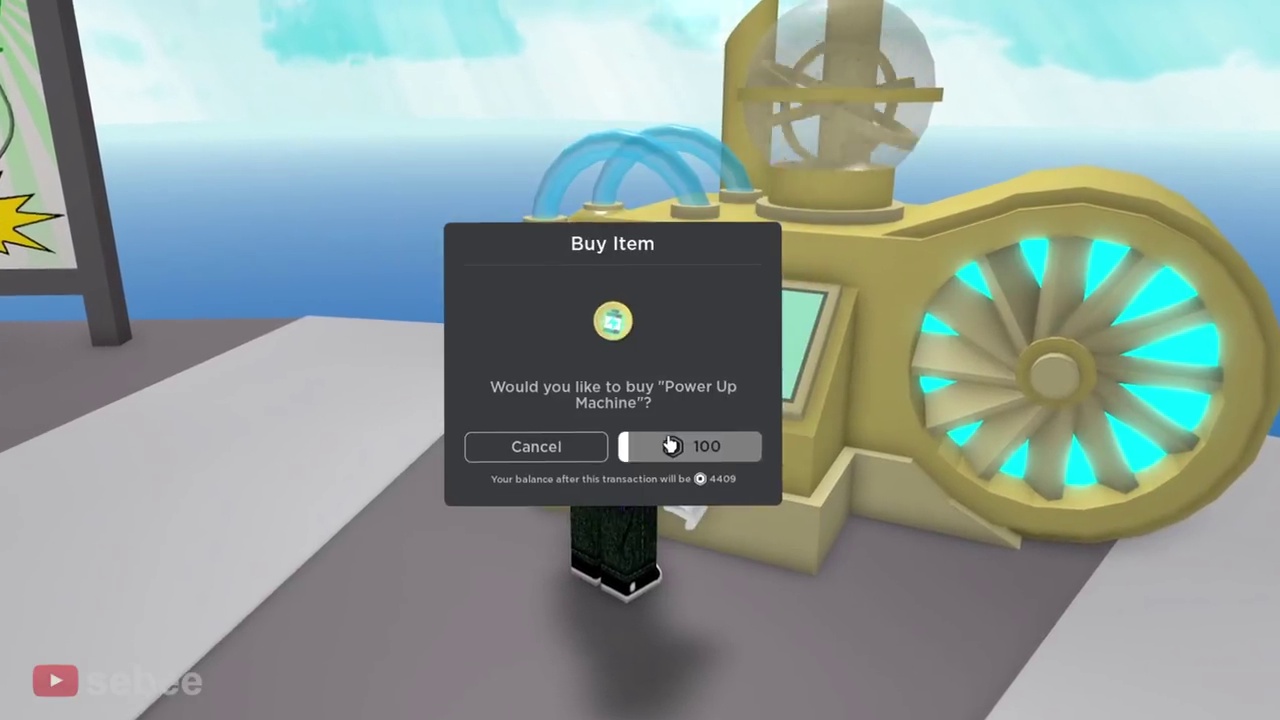 Buy Item
Would you like to buy "Power Up
Machine"?
Cancel
100
Your balance after this transaction will be 4409
sebee